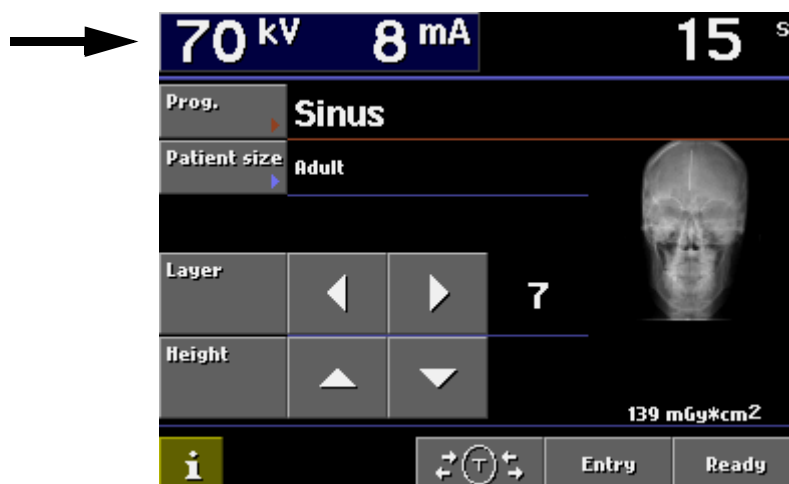 70 kV 8 mA 15 s
Prog. Sinus
Patient size Adult
Layer 7
Height
139 mGy*cm2
i T Entry Ready